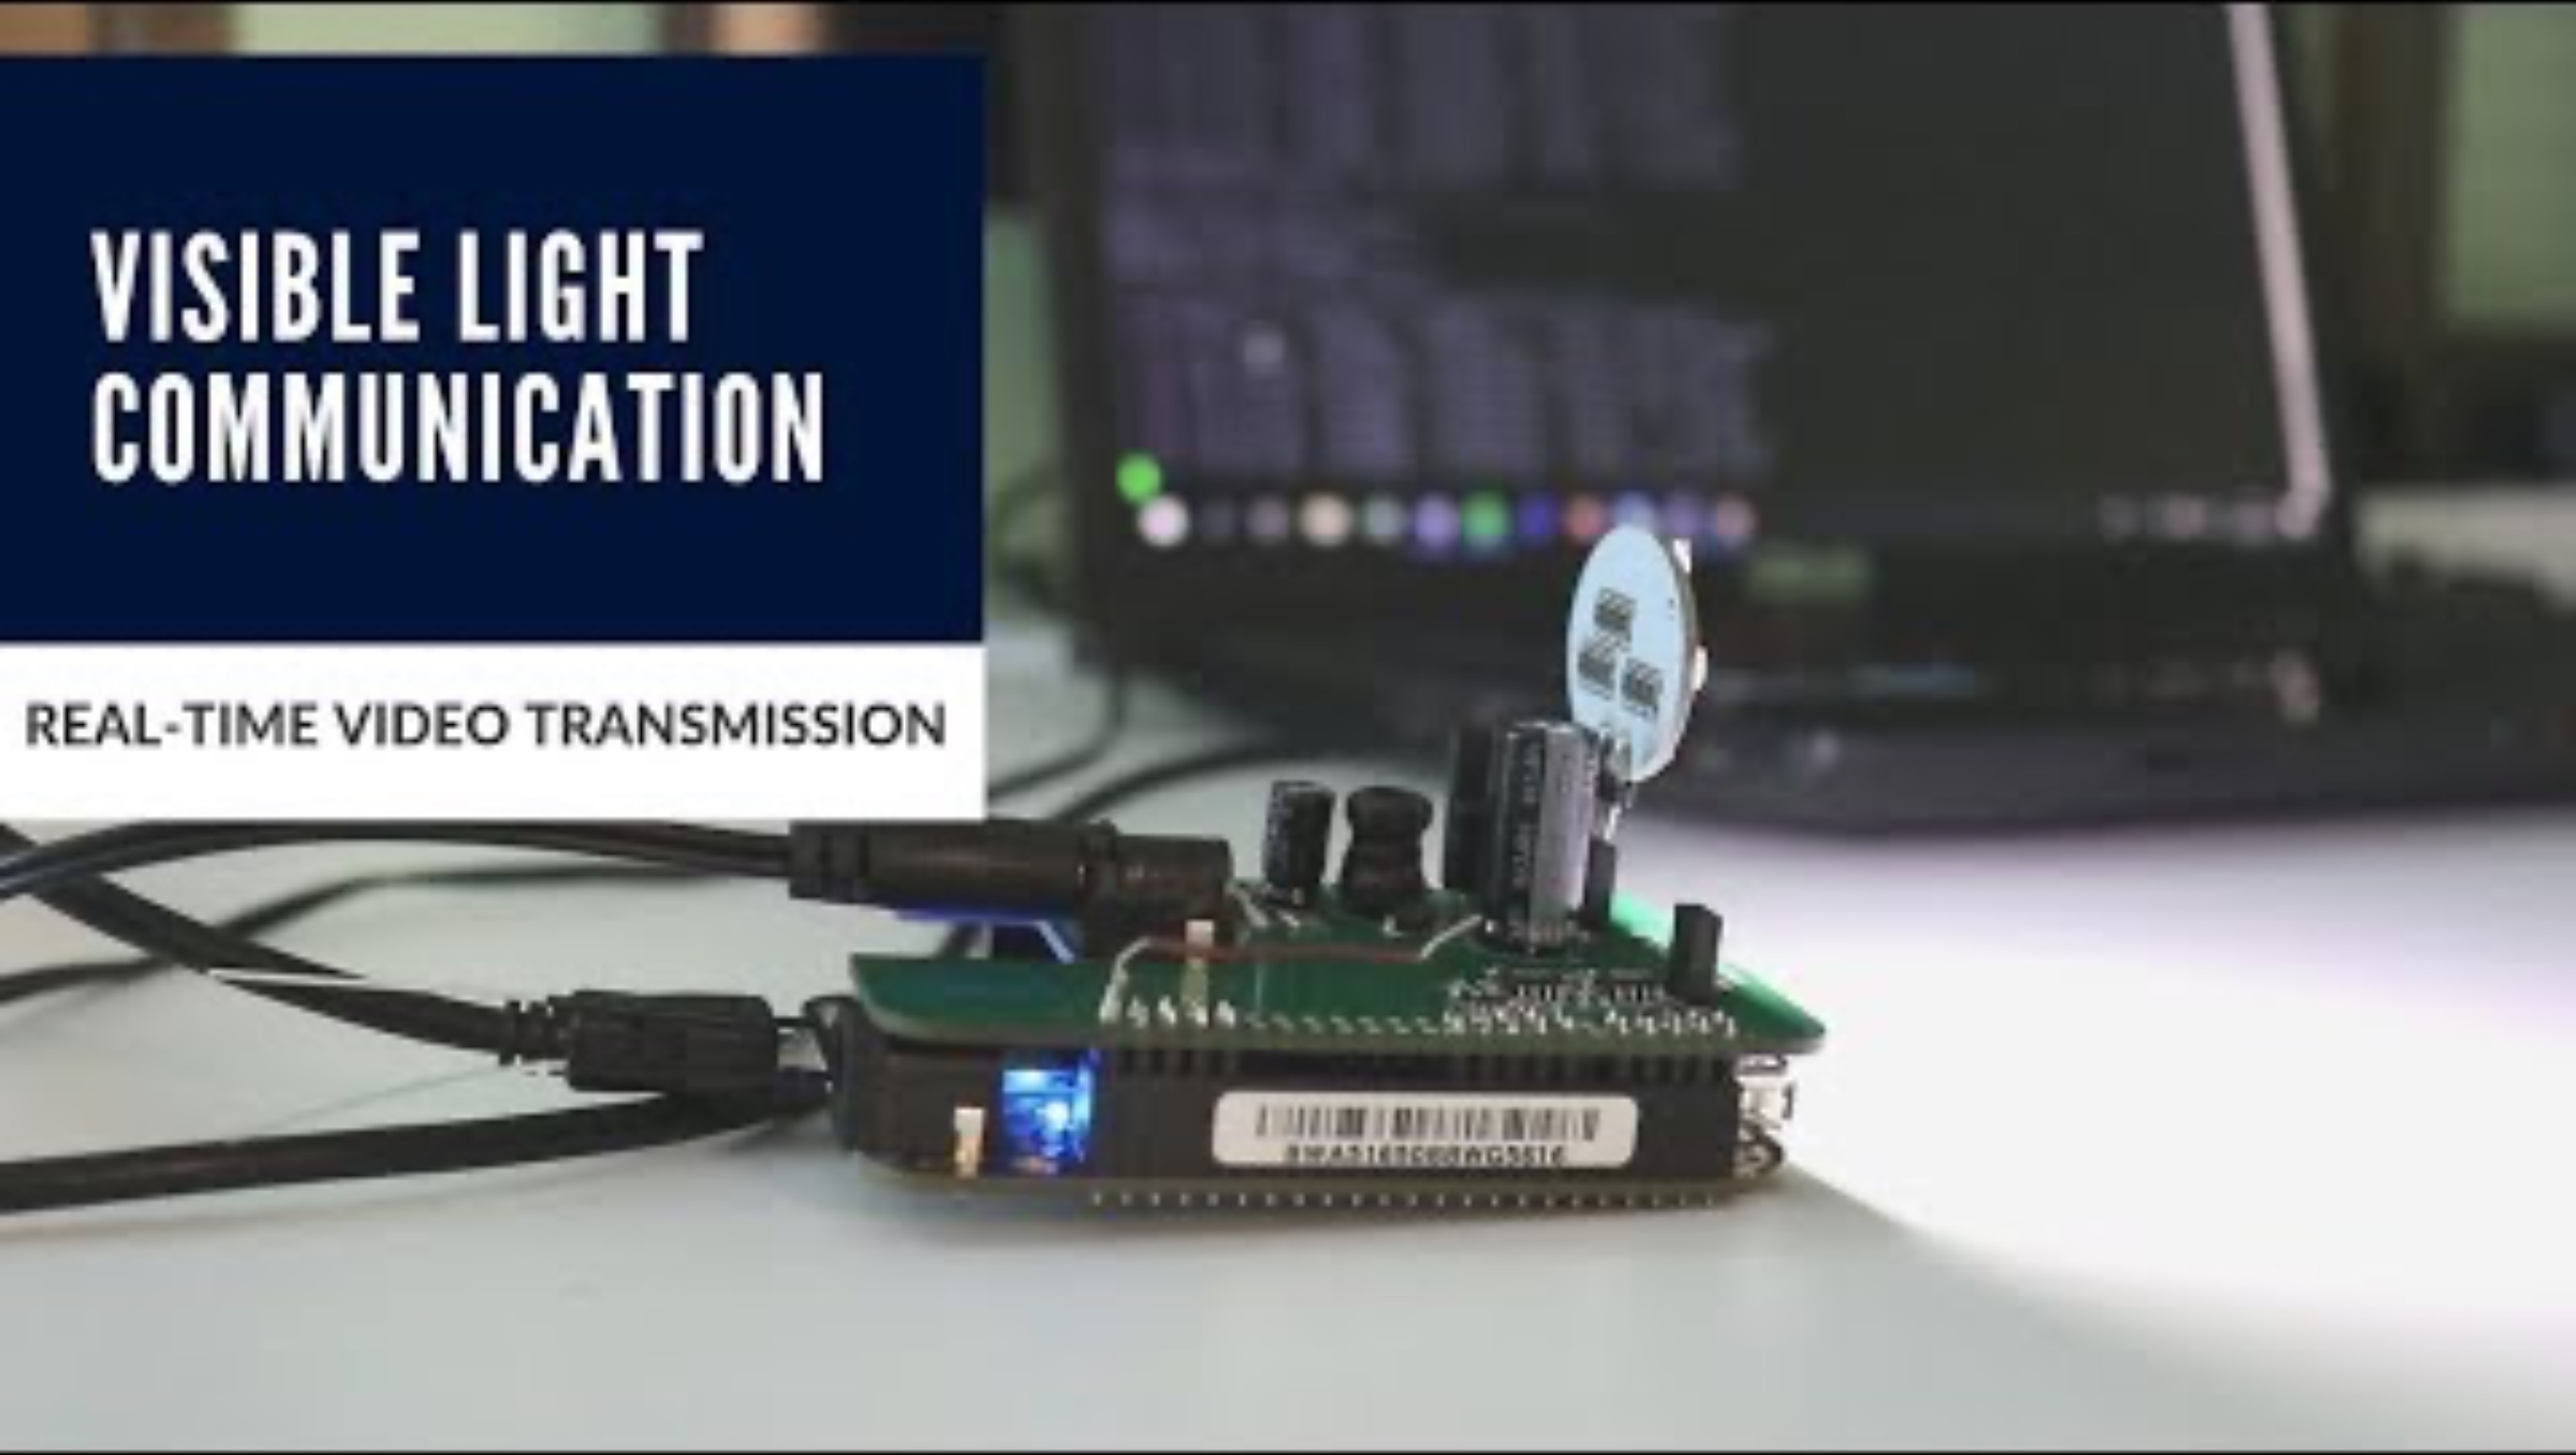 VISIBLE LIGHT
COMMUNICATION
REAL-TIME VIDEO TRANSMISSION